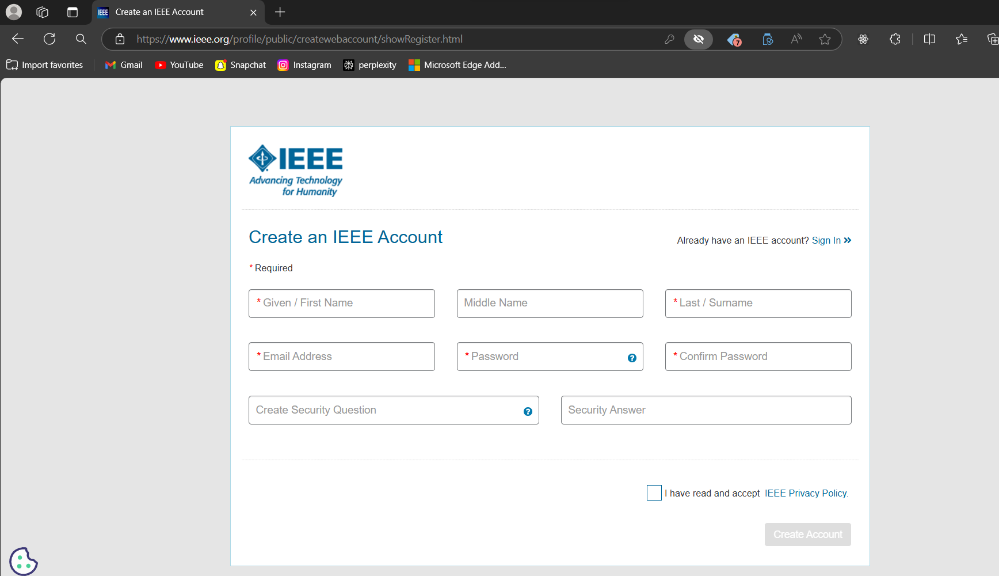 IEEE Create an IEEE Account
https://www.ieee.org/profile/public/createwebaccount/showRegister.html
7
A
Import favorites Gmail YouTube Snapchat Instagram perplexity Microsoft Edge Add...
IEEE
Advancing Technology
for Humanity
Create an IEEE Account
Already have an IEEE account? Sign In »
* Required
* Given / First Name Middle Name * Last / Surname
* Email Address * Password ? * Confirm Password
Create Security Question ? Security Answer
I have read and accept IEEE Privacy Policy.
Create Account